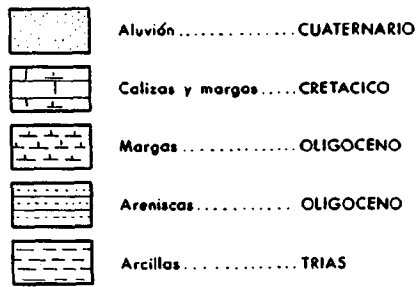 Aluvión.............CUATERNARIO
Calizas y margas.....CRETACICO
Margas............OLIGOCENO
Areniscas..........OLIGOCENO
Arcillas............TRIAS